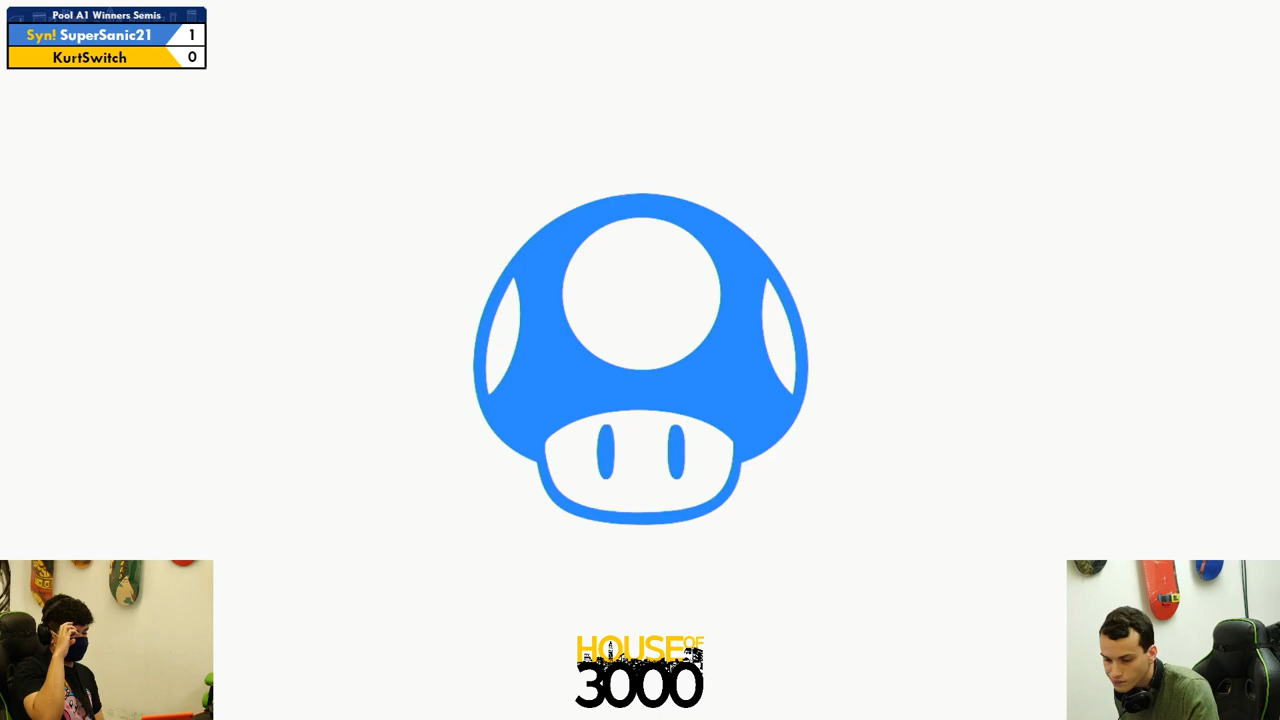 Pool A1 Winners Semis
Syn! SuperSanic21 1
KurtSwitch 0
HOUSE OF
3000